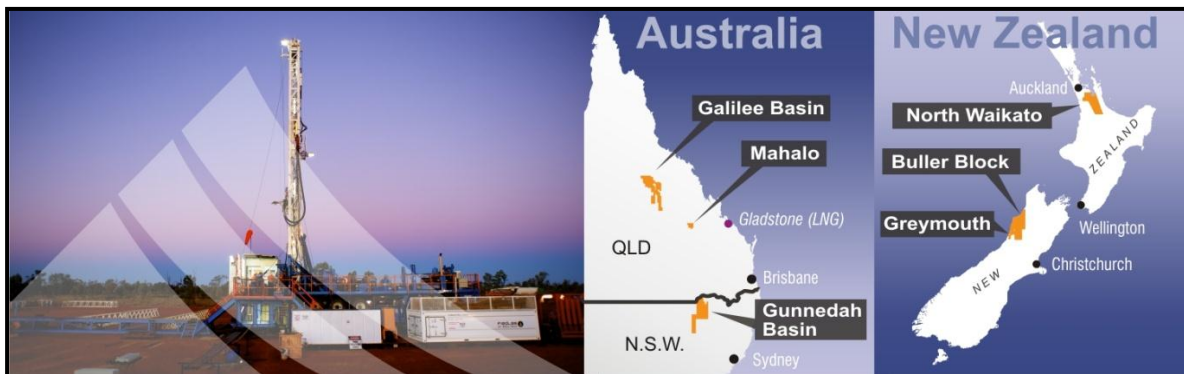 Australia
Galilee Basin
Mahalo
Gladstone (LNG)
QLD
Brisbane
Gunnedah
Basin
N.S.W.
Sydney
New Zealand
Auckland
North Waikato
ZEALAND
Buller Block
Greymouth
Wellington
Christchurch
NEW